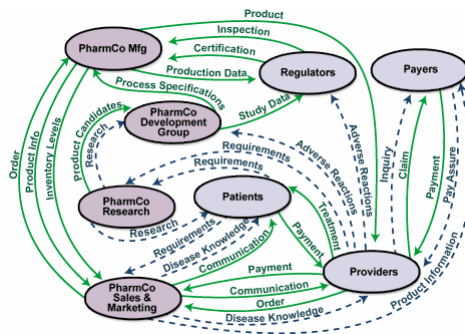 Product
Inspection
PharmCo Mfg
Certification
Production Data
Regulators
Payers
Process Specifications
PharmCo
Development
Group
Study Data
Product Candidates
Research
Order
Product Info
Inventory Levels
Requirements
Requirements
Adverse Reactions
Adverse Reactions
Inquiry
Claim
Payment
Pay Assure
PharmCo
Research
Patients
Research
Requirements
Disease Knowledge
Communication
Treatment
Payment
Providers
PharmCo
Sales &
Marketing
Payment
Communication
Order
Disease Knowledge
Product Information